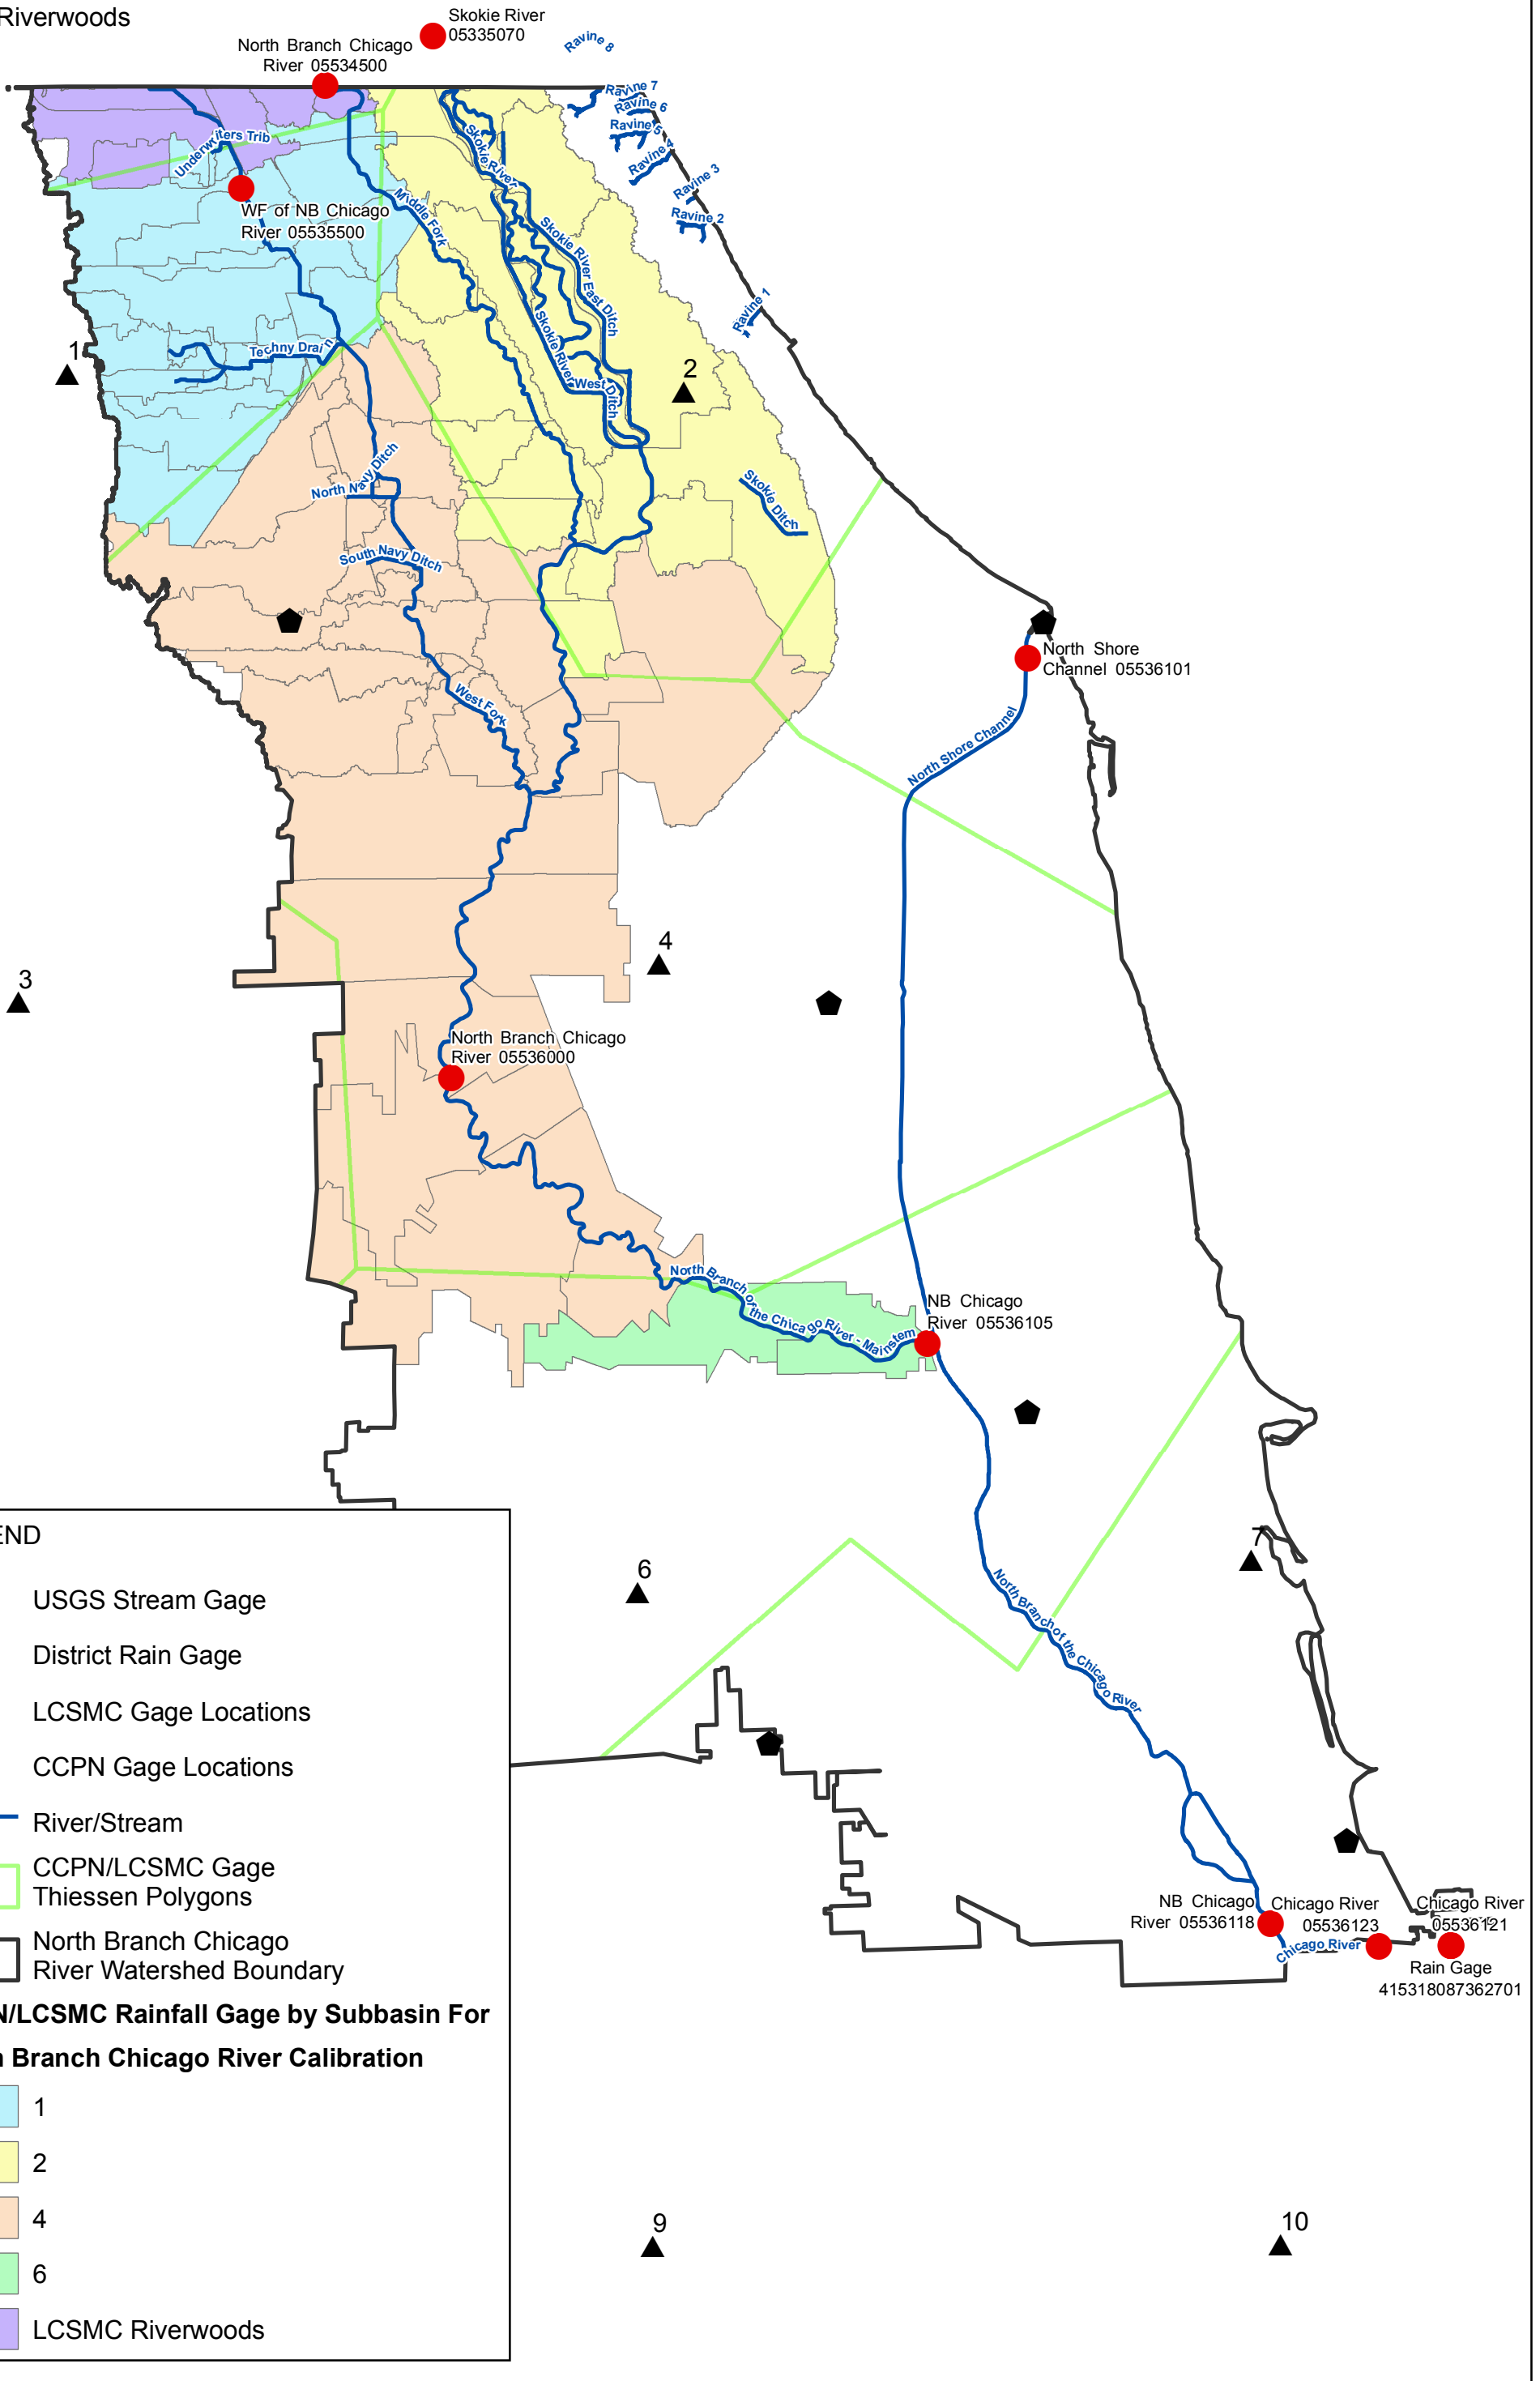 Riverwoods
Skokie River
05335070
North Branch Chicago
River 05534500
Ravine 8
Ravine 7
Ravine 6
Ravine 5
Ravine 4
Ravine 3
Ravine 2
Ravine 1
Underwriters Trib
WF of NB Chicago
River 05535500
Middle Fork
Skokie River
Skokie River East Ditch
Skokie River West Ditch
Techny Drain
1
2
North Navy Ditch
Skokie Ditch
South Navy Ditch
North Shore
Channel 05536101
West Fork
North Shore Channel
3
4
North Branch Chicago
River 05536000
North Branch of
the Chicago River - Mainstem
NB Chicago
River 05536105
6
7
North Branch of the Chicago River
NB Chicago
River 05536118
Chicago River
05536123
Chicago River
05536121
Chicago River
Rain Gage
415318087362701
9
10
END
USGS Stream Gage
District Rain Gage
LCSMC Gage Locations
CCPN Gage Locations
River/Stream
CCPN/LCSMC Gage
Thiessen Polygons
North Branch Chicago
River Watershed Boundary
N/LCSMC Rainfall Gage by Subbasin For
h Branch Chicago River Calibration
1
2
4
6
LCSMC Riverwoods